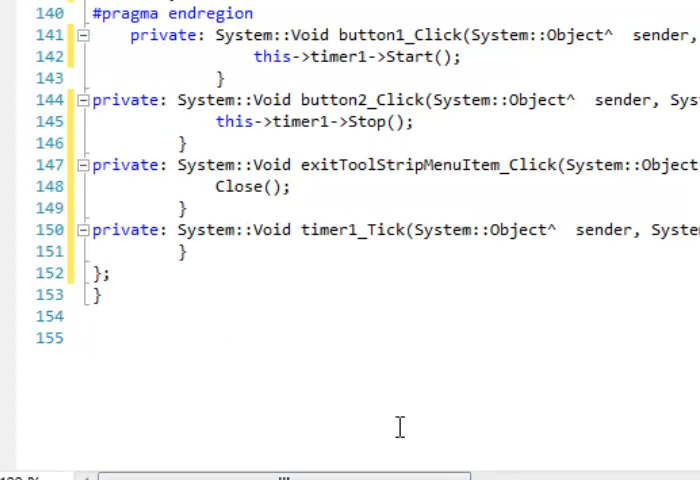 140 #pragma endregion
141 private: System::Void button1_Click(System::Object^ sender,
142 this->timer1->Start();
143 }
144 private: System::Void button2_Click(System::Object^ sender, Sys
145 this->timer1->Stop();
146 }
147 private: System::Void exitToolStripMenuItem_Click(System::Object
148 Close();
149 }
150 private: System::Void timer1_Tick(System::Object^ sender, System
151 }
152 };
153 }
154
155